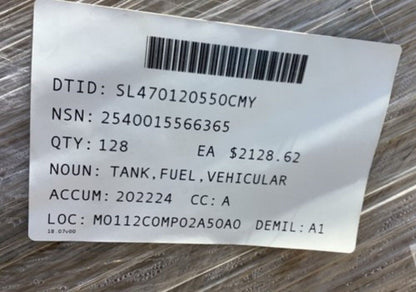 DTID: SL470120550CMY
NSN: 2540015566365
QTY: 128 EA $2128.62
NOUN: TANK,FUEL,VEHICULAR
ACCUM: 202224 CC: A
LOC: MO112COMP02A50A0 DEMIL: A1